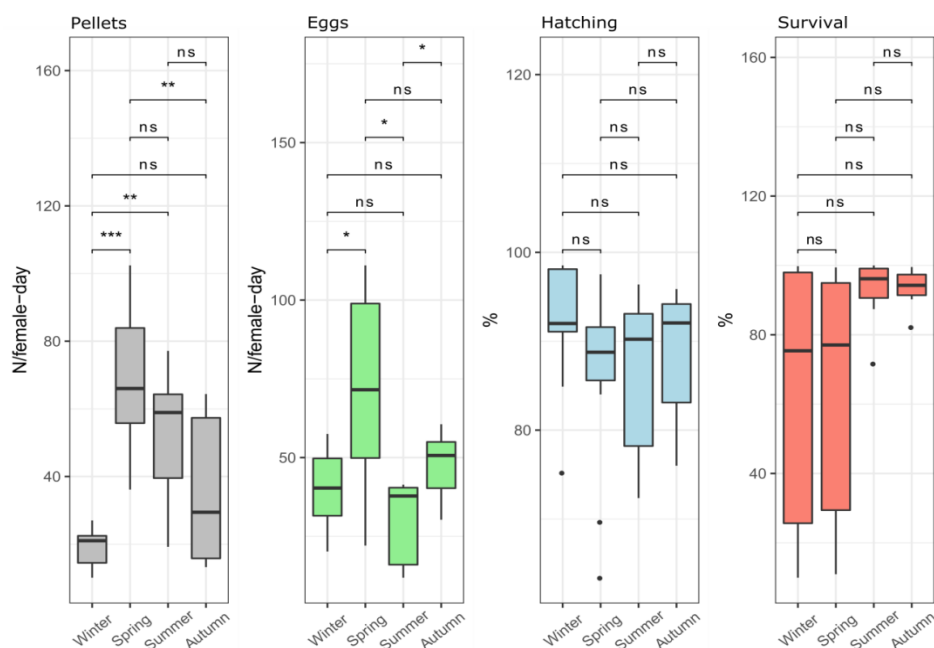 Pellets
ns
**
ns
ns
**
***
160
120
80
40
N/female-day
Winter
Spring
Summer
Autumn
Eggs
*
ns
*
ns
ns
*
150
100
50
N/female-day
Winter
Spring
Summer
Autumn
Hatching
ns
ns
ns
ns
ns
ns
120
100
80
%
Winter
Spring
Summer
Autumn
Survival
ns
ns
ns
ns
ns
ns
160
120
80
40
%
Winter
Spring
Summer
Autumn